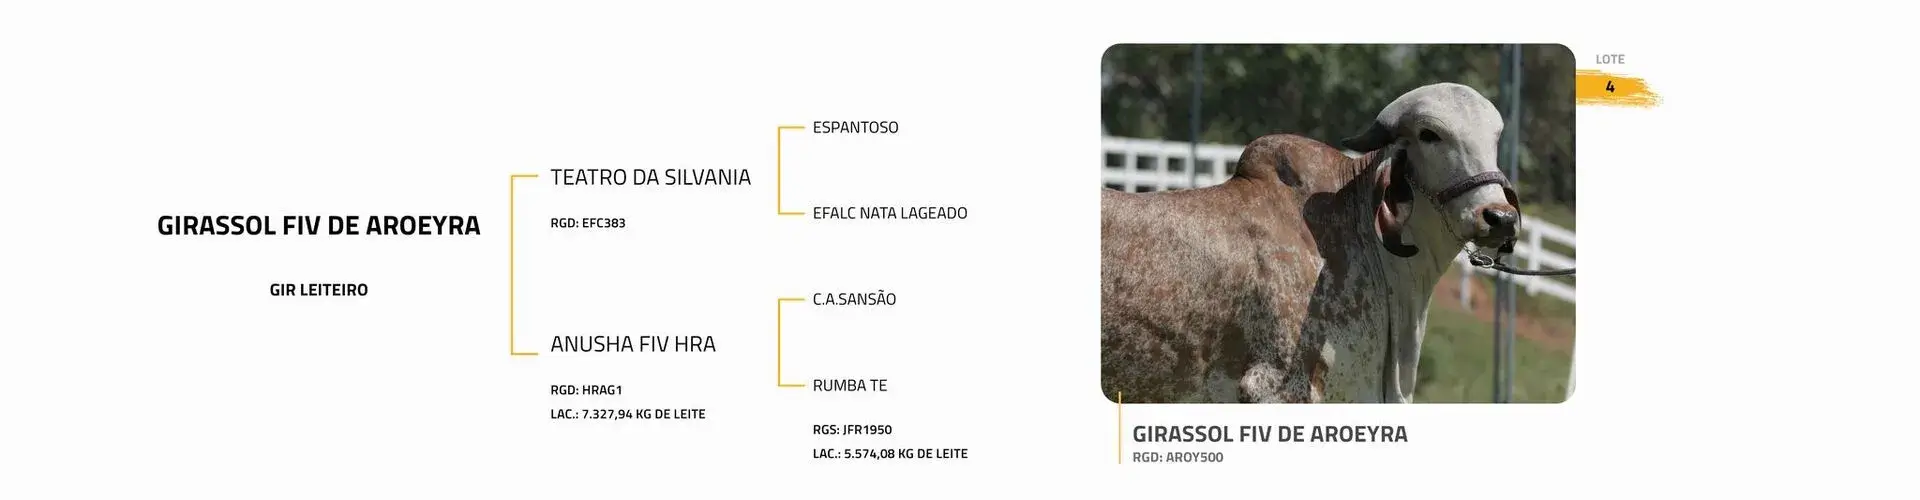 GIRASSOL FIV DE AROEYRA
GIR LEITEIRO
TEATRO DA SILVANIA
RGD: EFC383
ANUSHA FIV HRA
RGD: HRAG1
LAC.: 7.327,94 KG DE LEITE
ESPANTOSO
EFALC NATA LAGEADO
C.A.SANSÃO
RUMBA TE
RGS: JFR1950
LAC.: 5.574,08 KG DE LEITE
LOTE
4
GIRASSOL FIV DE AROEYRA
RGD: AROY500